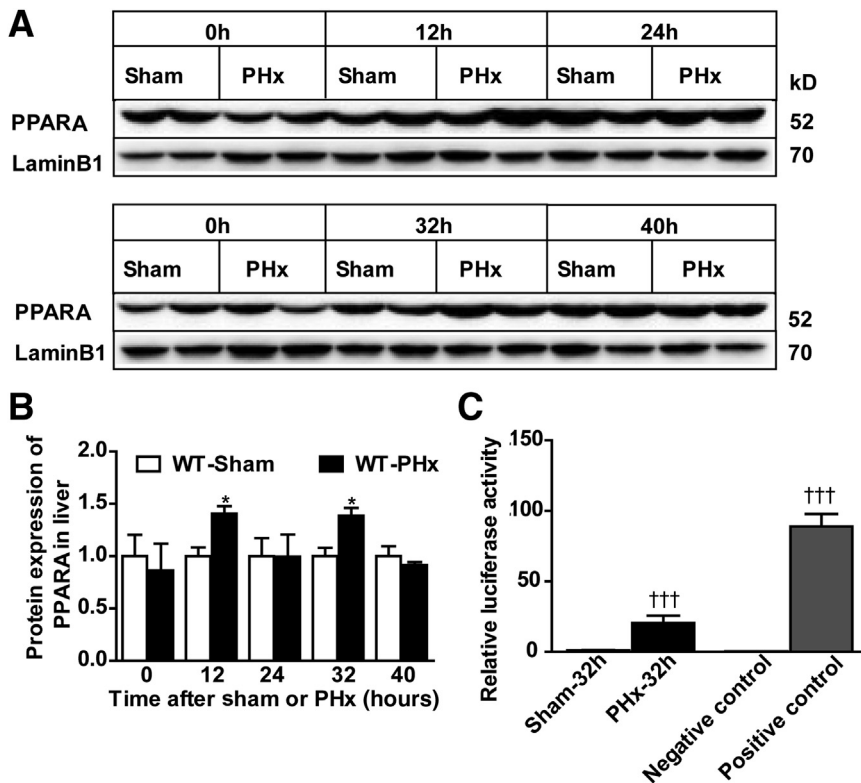 A
0h 12h 24h
Sham PHx Sham PHx Sham PHx kD
PPARA 52
LaminB1 70
0h 32h 40h
Sham PHx Sham PHx Sham PHx
PPARA 52
LaminB1 70
B
Protein expression of
PPARA in liver
2.0
1.5
1.0
0.5
0.0
WT-Sham WT-PHx
* *
0 12 24 32 40
Time after sham or PHx (hours)
C
Relative luciferase activity
150
100
50
0
††† †††
Sham-32h
PHx-32h
Negative control
Positive control